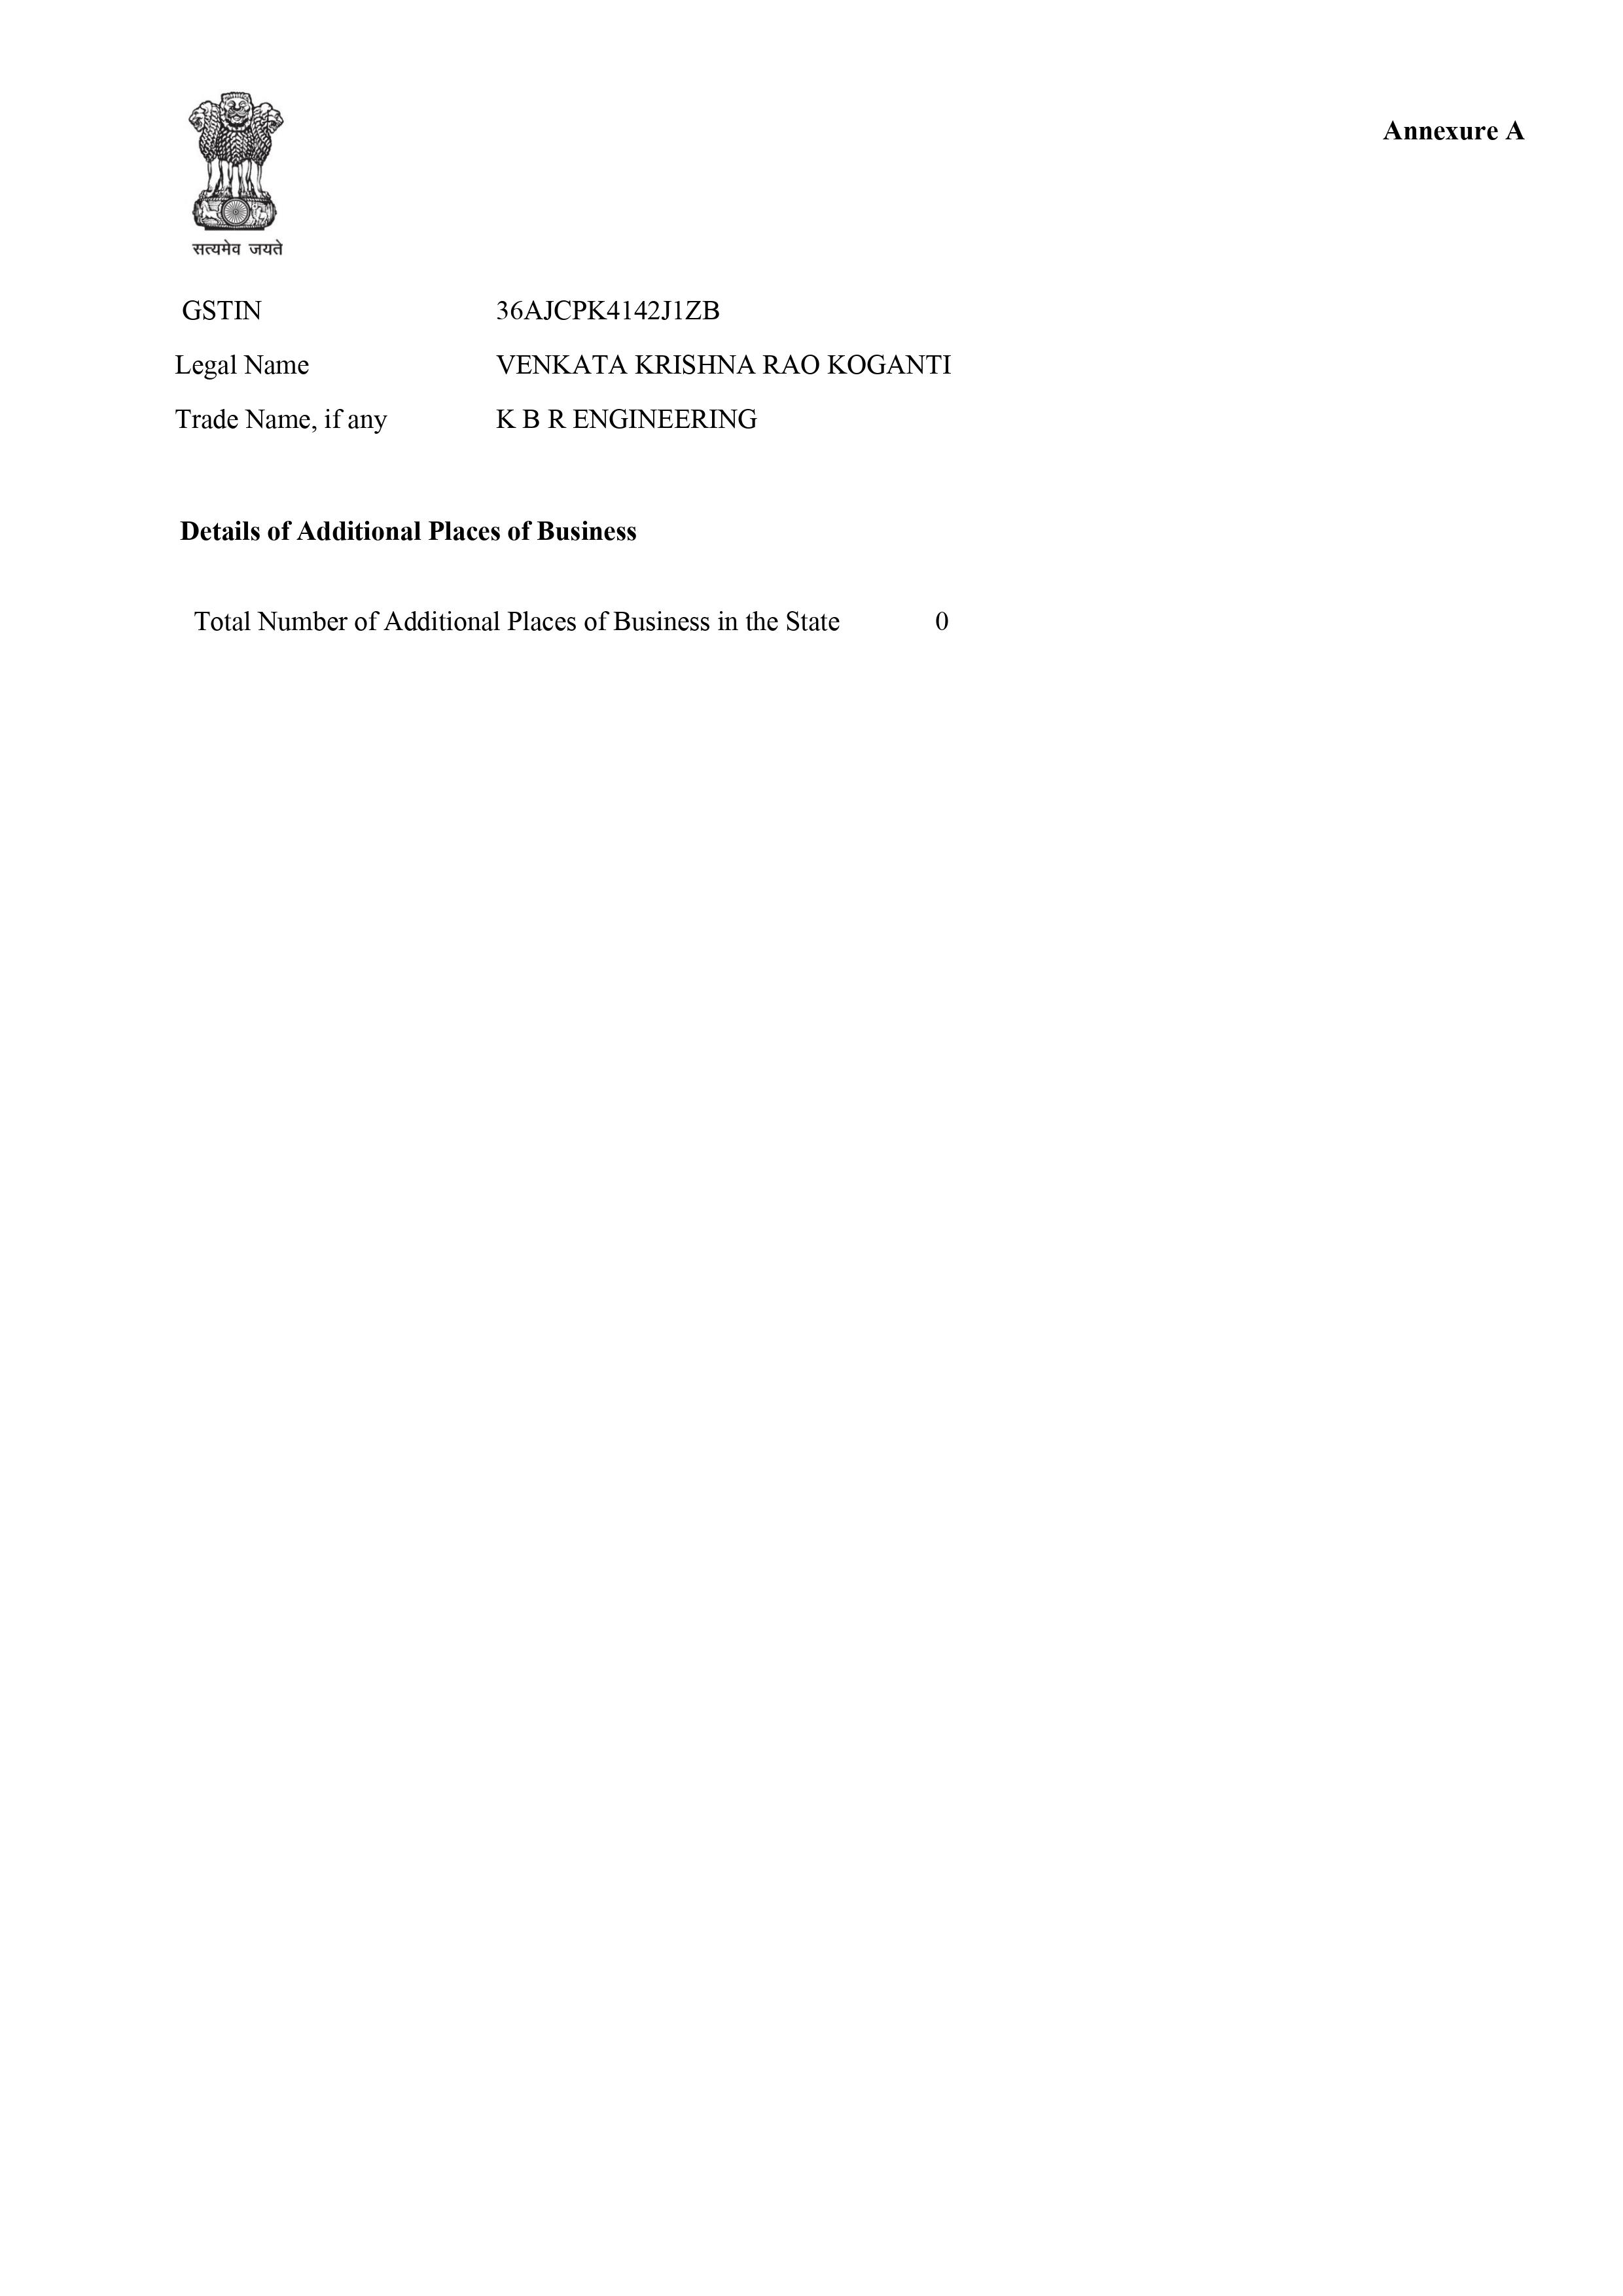 Annexure A
सत्यमेव जयते
GSTIN 36AJCPK4142J1ZB
Legal Name VENKATA KRISHNA RAO KOGANTI
Trade Name, if any K B R ENGINEERING
Details of Additional Places of Business
Total Number of Additional Places of Business in the State 0